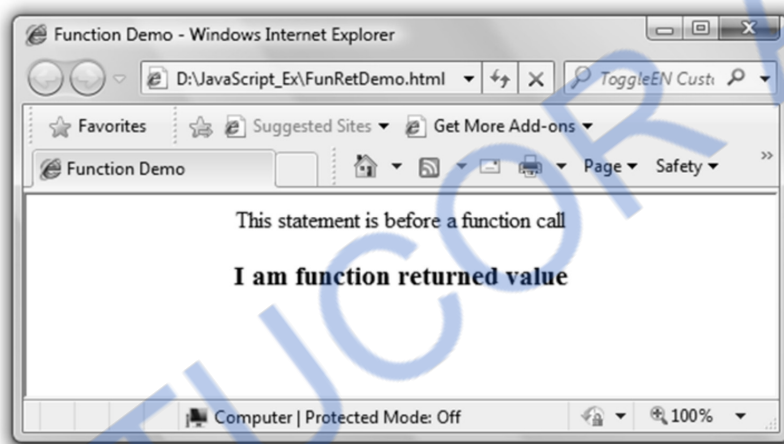 Function Demo - Windows Internet Explorer
D:\JavaScript_Ex\FunRetDemo.html
ToggleEN Custo
Favorites Suggested Sites Get More Add-ons
Function Demo Page Safety »
This statement is before a function call
I am function returned value
Computer | Protected Mode: Off 100%
TUCOR A